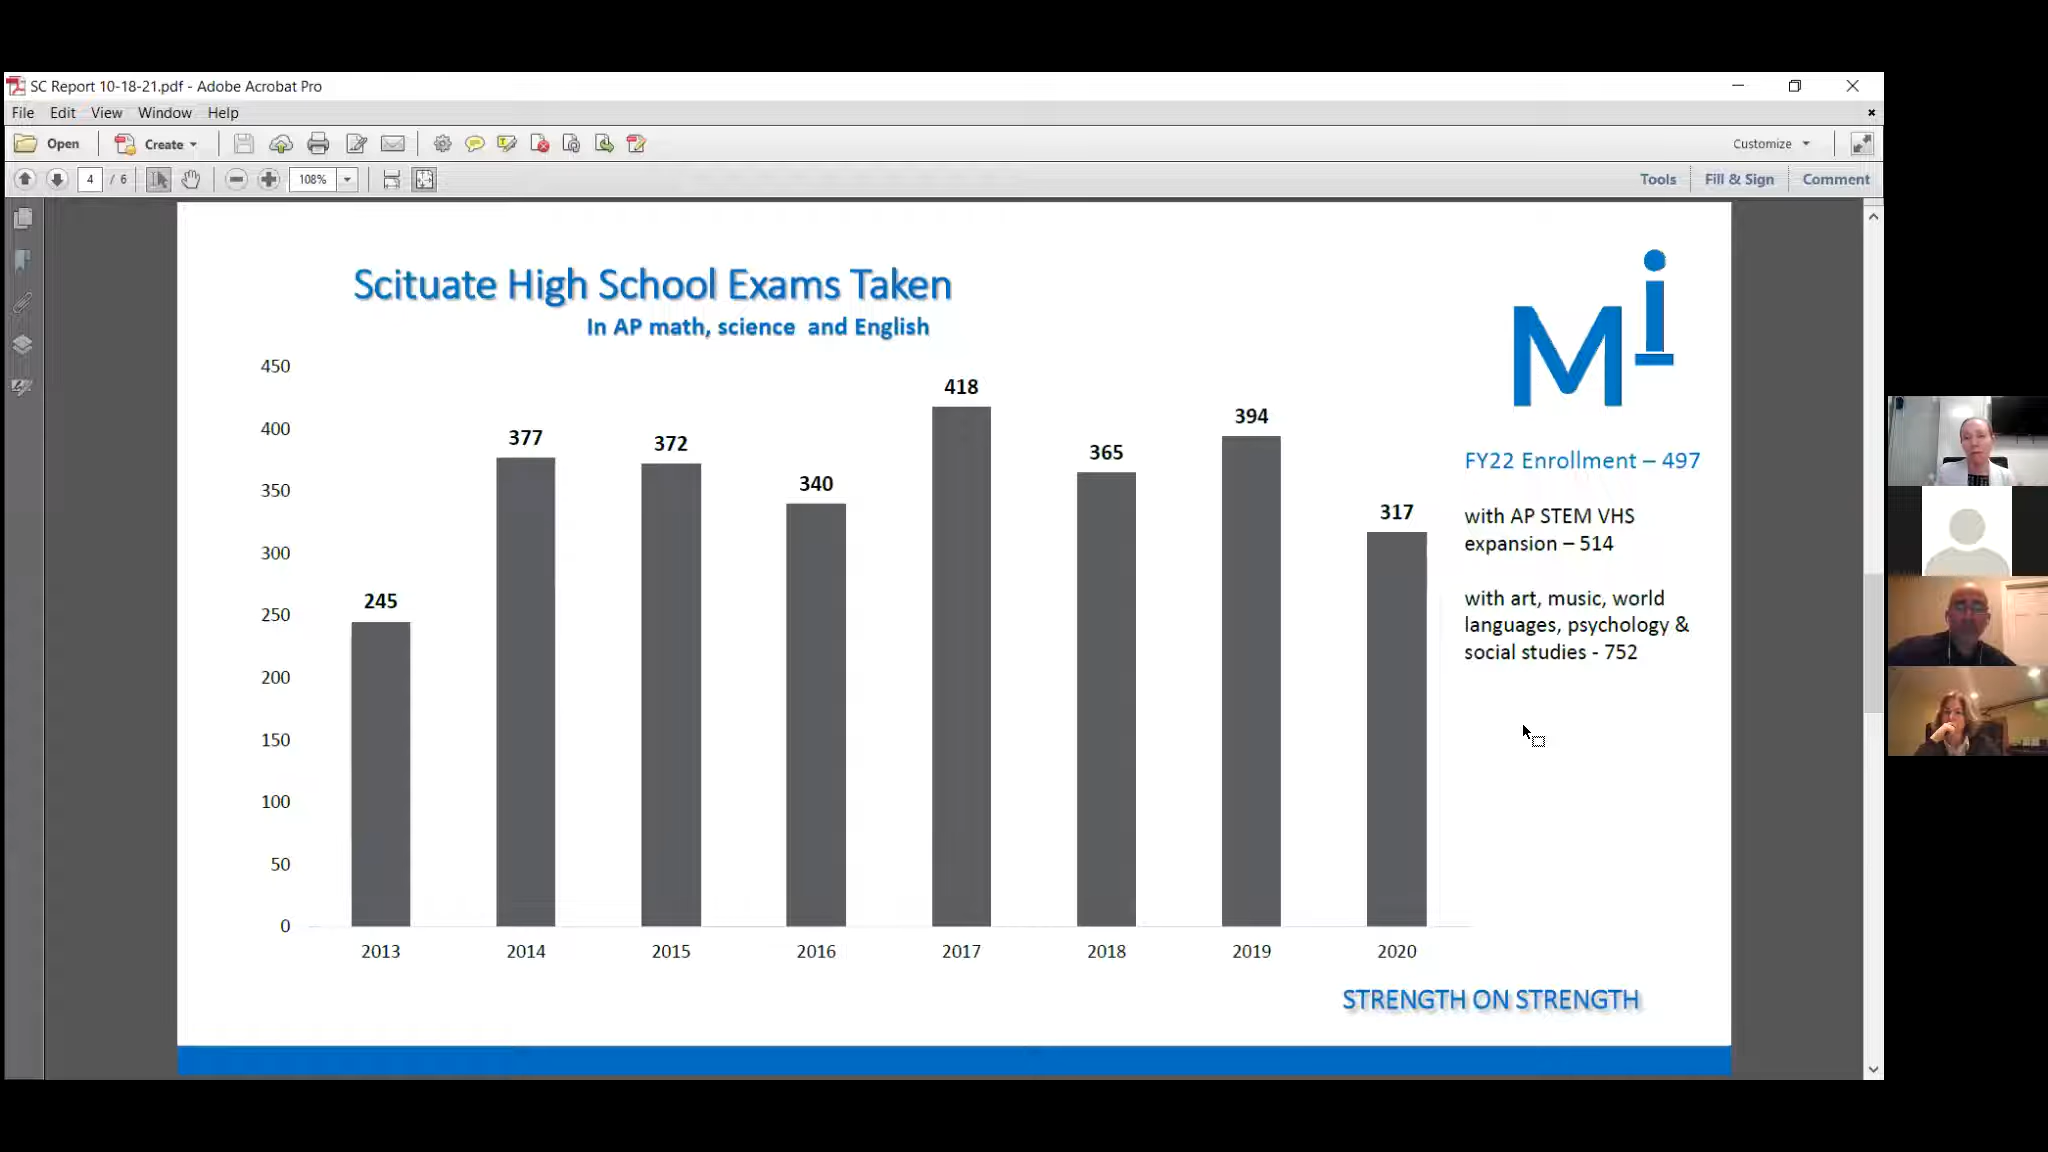 SC Report 10-18-21.pdf - Adobe Acrobat Pro
File Edit View Window Help
Open Create Customize
4 / 6 108% Tools Fill & Sign Comment
Scituate High School Exams Taken
In AP math, science and English
Mi
450
400
350
300
250
200
150
100
50
0
245
377
372
340
418
365
394
317
2013 2014 2015 2016 2017 2018 2019 2020
FY22 Enrollment – 497
with AP STEM VHS
expansion – 514
with art, music, world
languages, psychology &
social studies - 752
STRENGTH ON STRENGTH